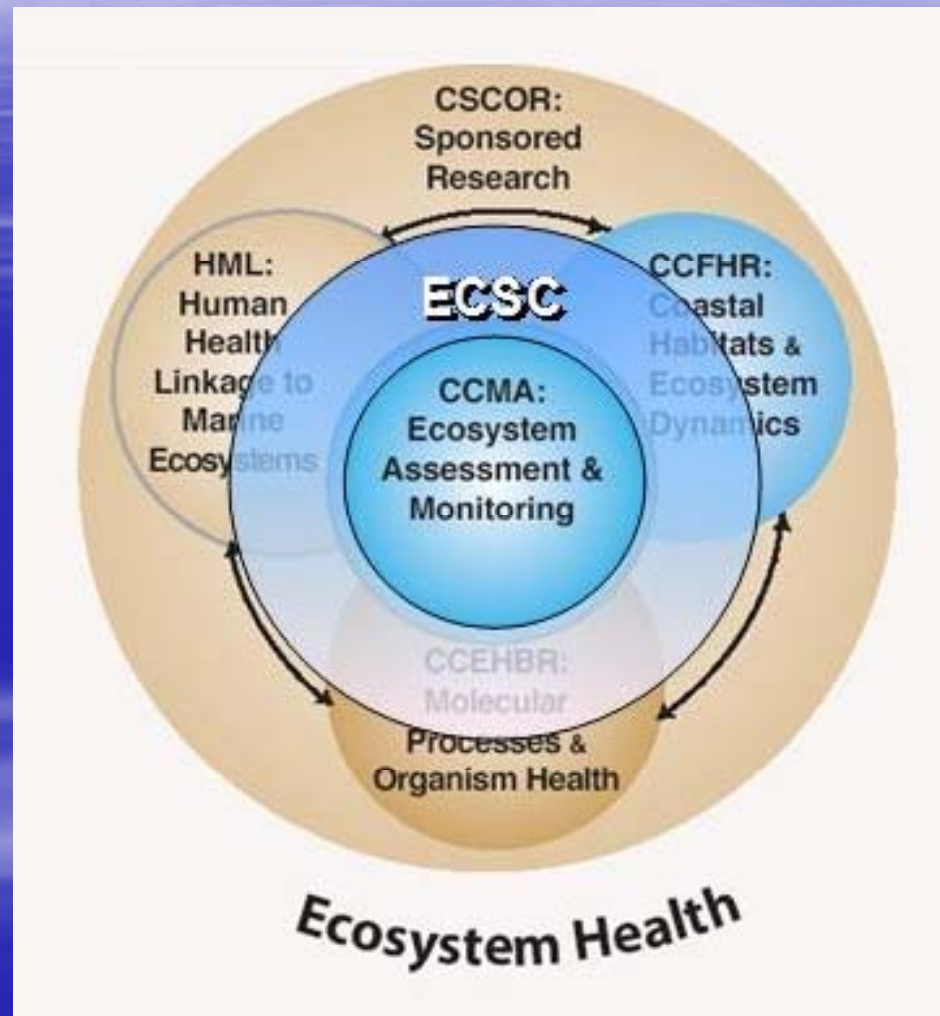 CSCOR:
Sponsored
Research
HML:
Human
Health
Linkage to
Marine
Ecosystems
ECSC
CCFHR:
Coastal
Habitats &
Ecosystem
Dynamics
CCMA:
Ecosystem
Assessment &
Monitoring
CCEHBR:
Molecular
Processes &
Organism Health
Ecosystem Health